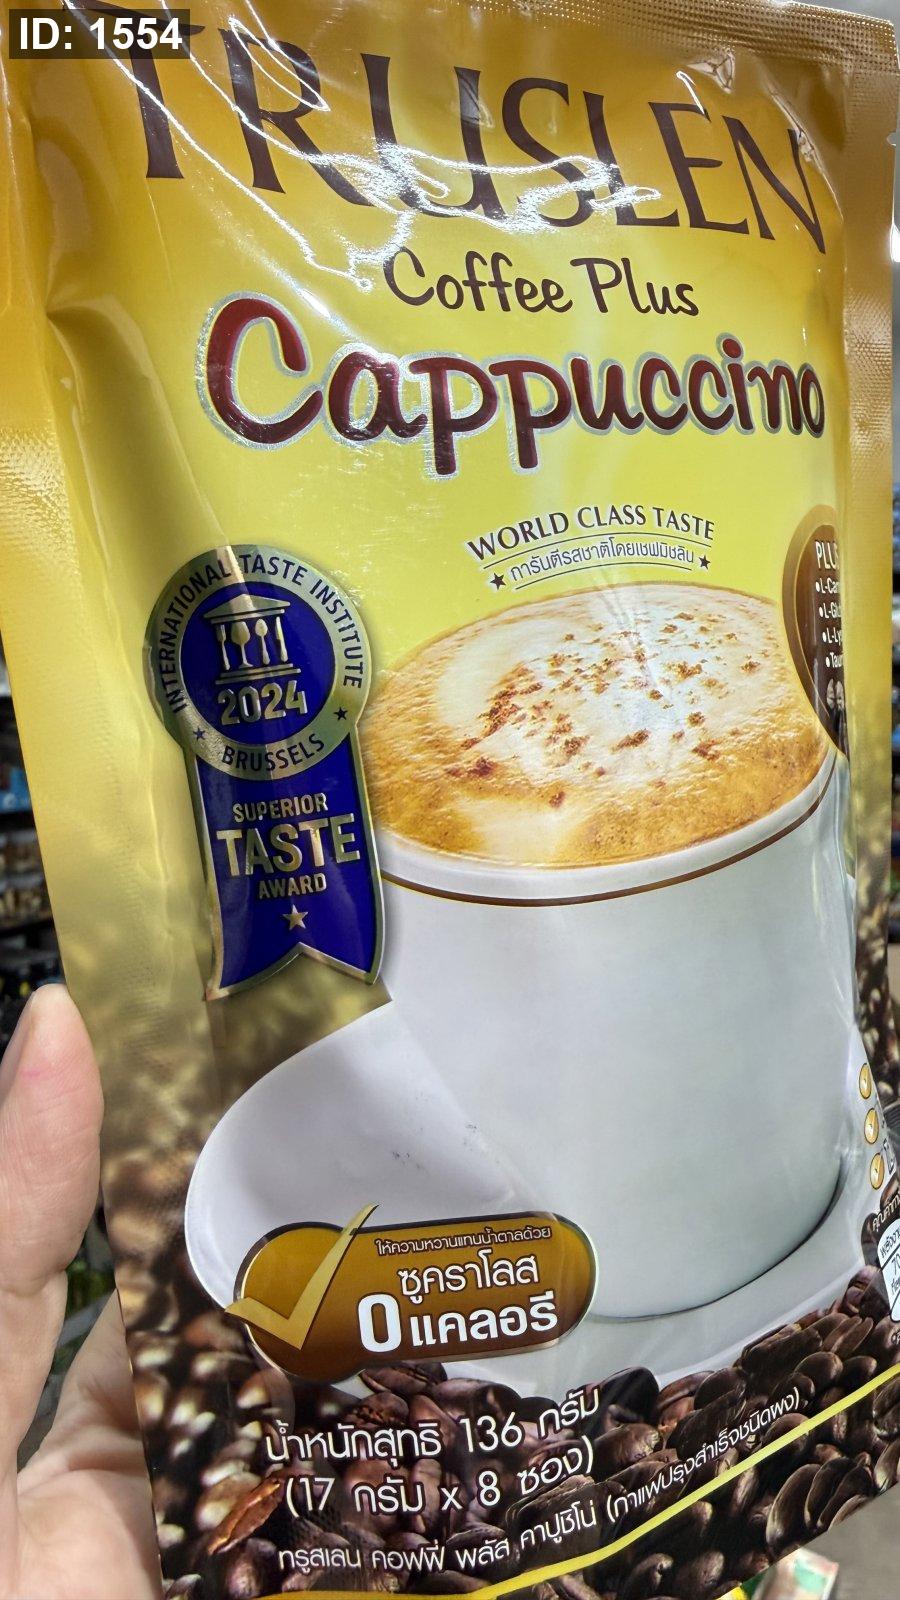 ID: 1554
TRUSLEN
Coffee Plus
Cappuccino
WORLD CLASS TASTE
★ การันตีรสชาติโดยเชฟมิชลิน ★
INTERNATIONAL TASTE INSTITUTE
2024
★ BRUSSELS ★
SUPERIOR
TASTE
AWARD
★
ให้ความหวานแทนน้ำตาลด้วย
ซูคราโลส
0 แคลอรี
น้ำหนักสุทธิ 136 กรัม
(17 กรัม x 8 ซอง)
ทรูสเลน คอฟฟี่ พลัส คาปูชิโน่ (กาแฟปรุงสำเร็จชนิดผง)